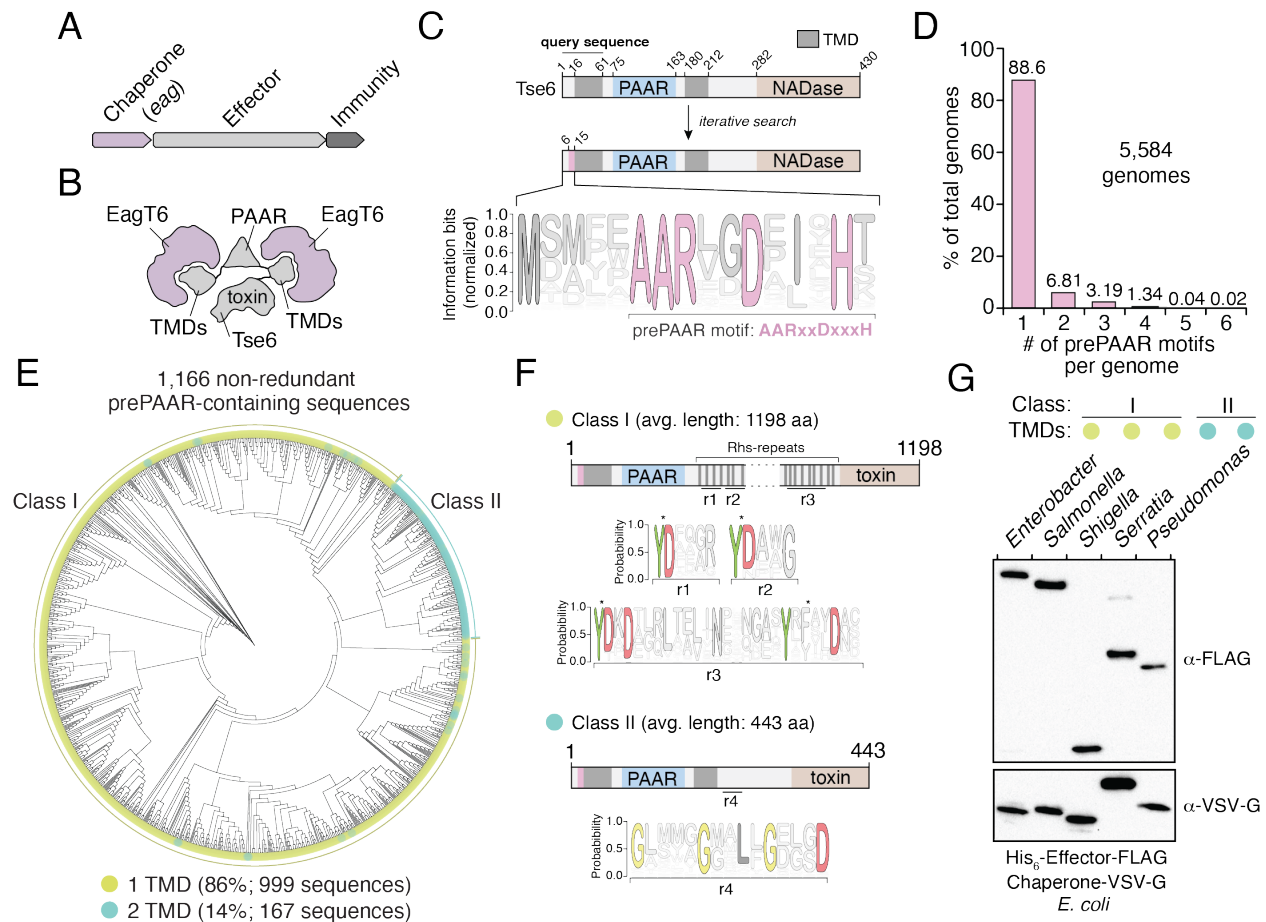 A
Chaperone
(eag)
Effector
Immunity
B
EagT6
PAAR
EagT6
TMDs
toxin
TMDs
Tse6
C
query sequence
TMD
1
16
61
75
163
180
212
282
430
Tse6
PAAR
NADase
iterative search
6
15
PAAR
NADase
Information bits
(normalized)
1.0
0.8
0.6
0.4
0.2
0.0
prePAAR motif: AARxxDxxxH
D
% of total genomes
100
80
60
40
20
0
88.6
6.81
3.19
1.34
0.04
0.02
5,584
genomes
1 2 3 4 5 6
# of prePAAR motifs
per genome
E
1,166 non-redundant
prePAAR-containing sequences
Class I
Class II
1 TMD (86%; 999 sequences)
2 TMD (14%; 167 sequences)
F
Class I (avg. length: 1198 aa)
1
Rhs-repeats
1198
PAAR
toxin
r1
r2
r3
Probability
1.0
0.5
0.0
* *
r1
r2
Probability
1.0
0.5
0.0
* *
r3
Class II (avg. length: 443 aa)
1
443
PAAR
toxin
r4
Probability
1.0
0.5
0.0
r4
G
Class: I II
TMDs:
Enterobacter
Salmonella
Shigella
Serratia
Pseudomonas
α-FLAG
α-VSV-G
His6-Effector-FLAG
Chaperone-VSV-G
E. coli